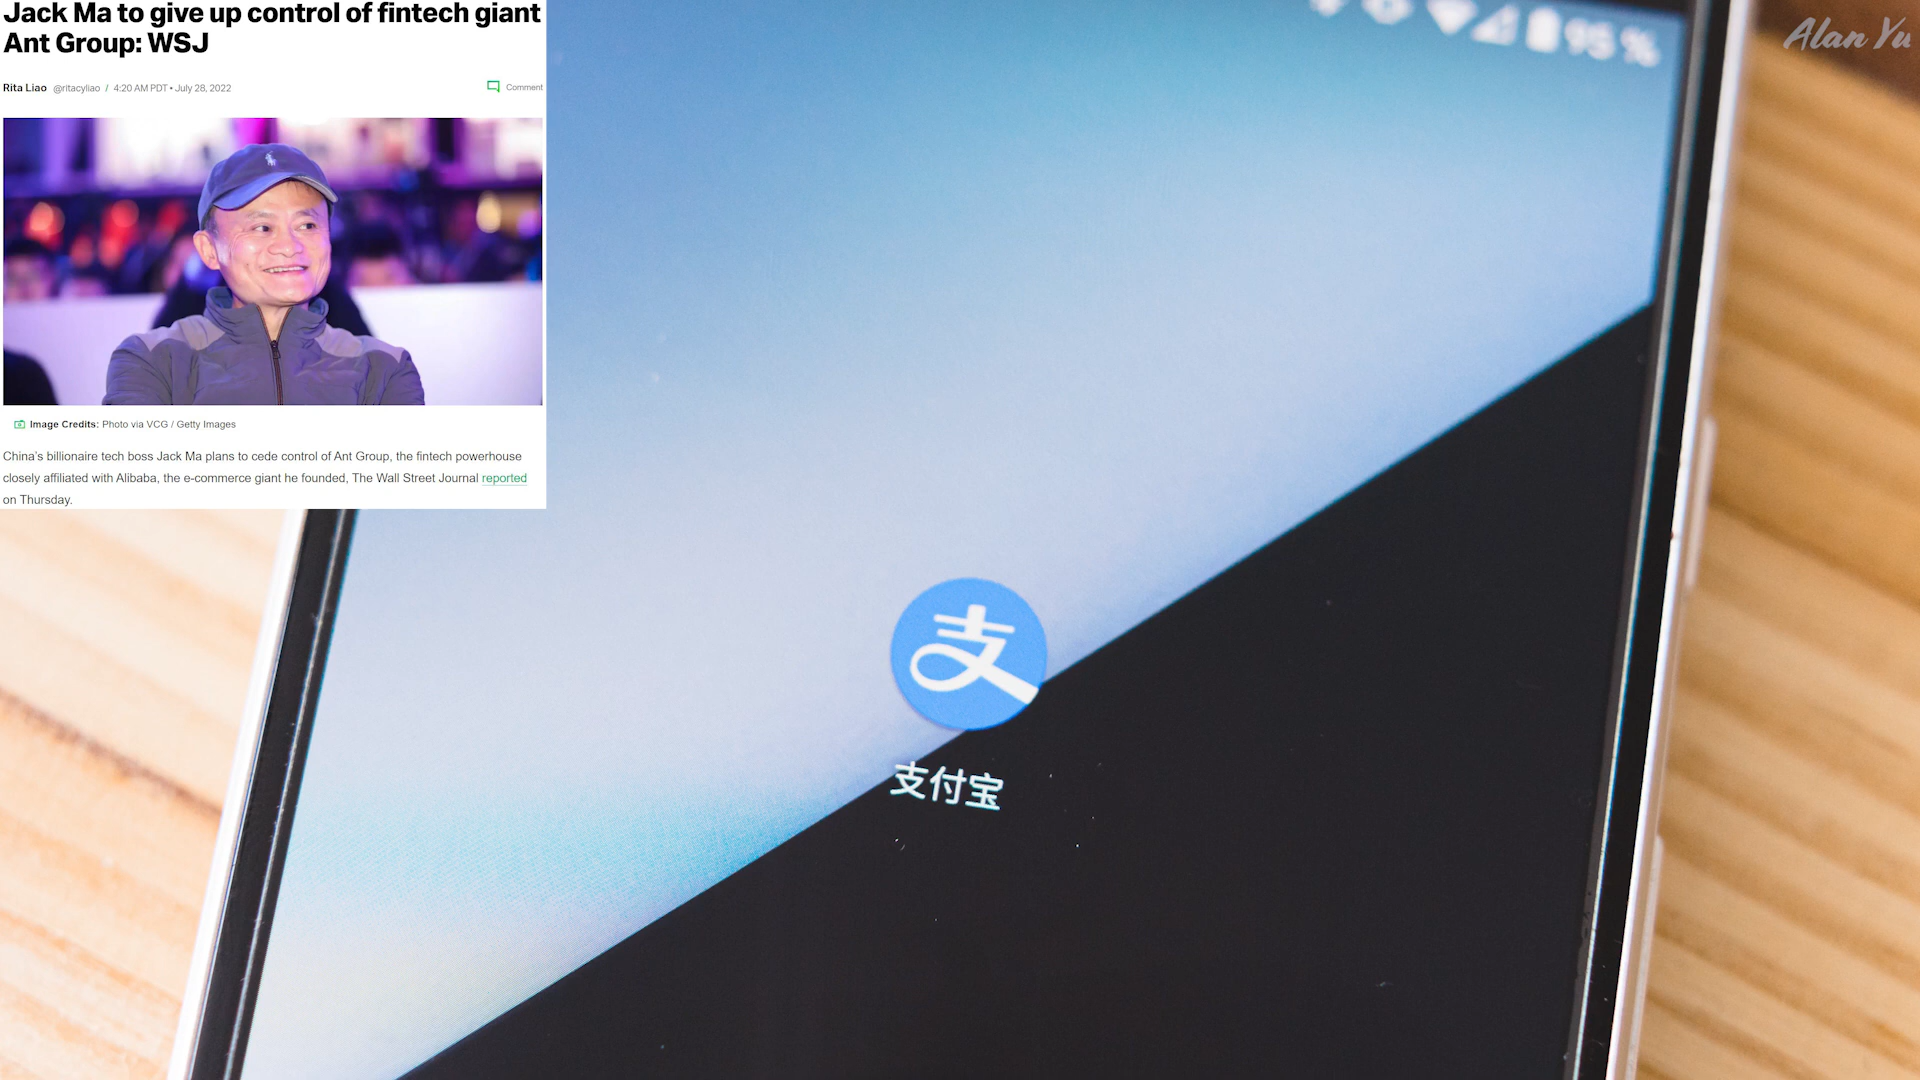 Jack Ma to give up control of fintech giant
Ant Group: WSJ
Rita Liao @ritacyliao / 4:20 AM PDT • July 28, 2022
Comment
Image Credits: Photo via VCG / Getty Images
China's billionaire tech boss Jack Ma plans to cede control of Ant Group, the fintech powerhouse
closely affiliated with Alibaba, the e-commerce giant he founded, The Wall Street Journal reported
on Thursday.
95 %
Alan Yu
支
支付宝